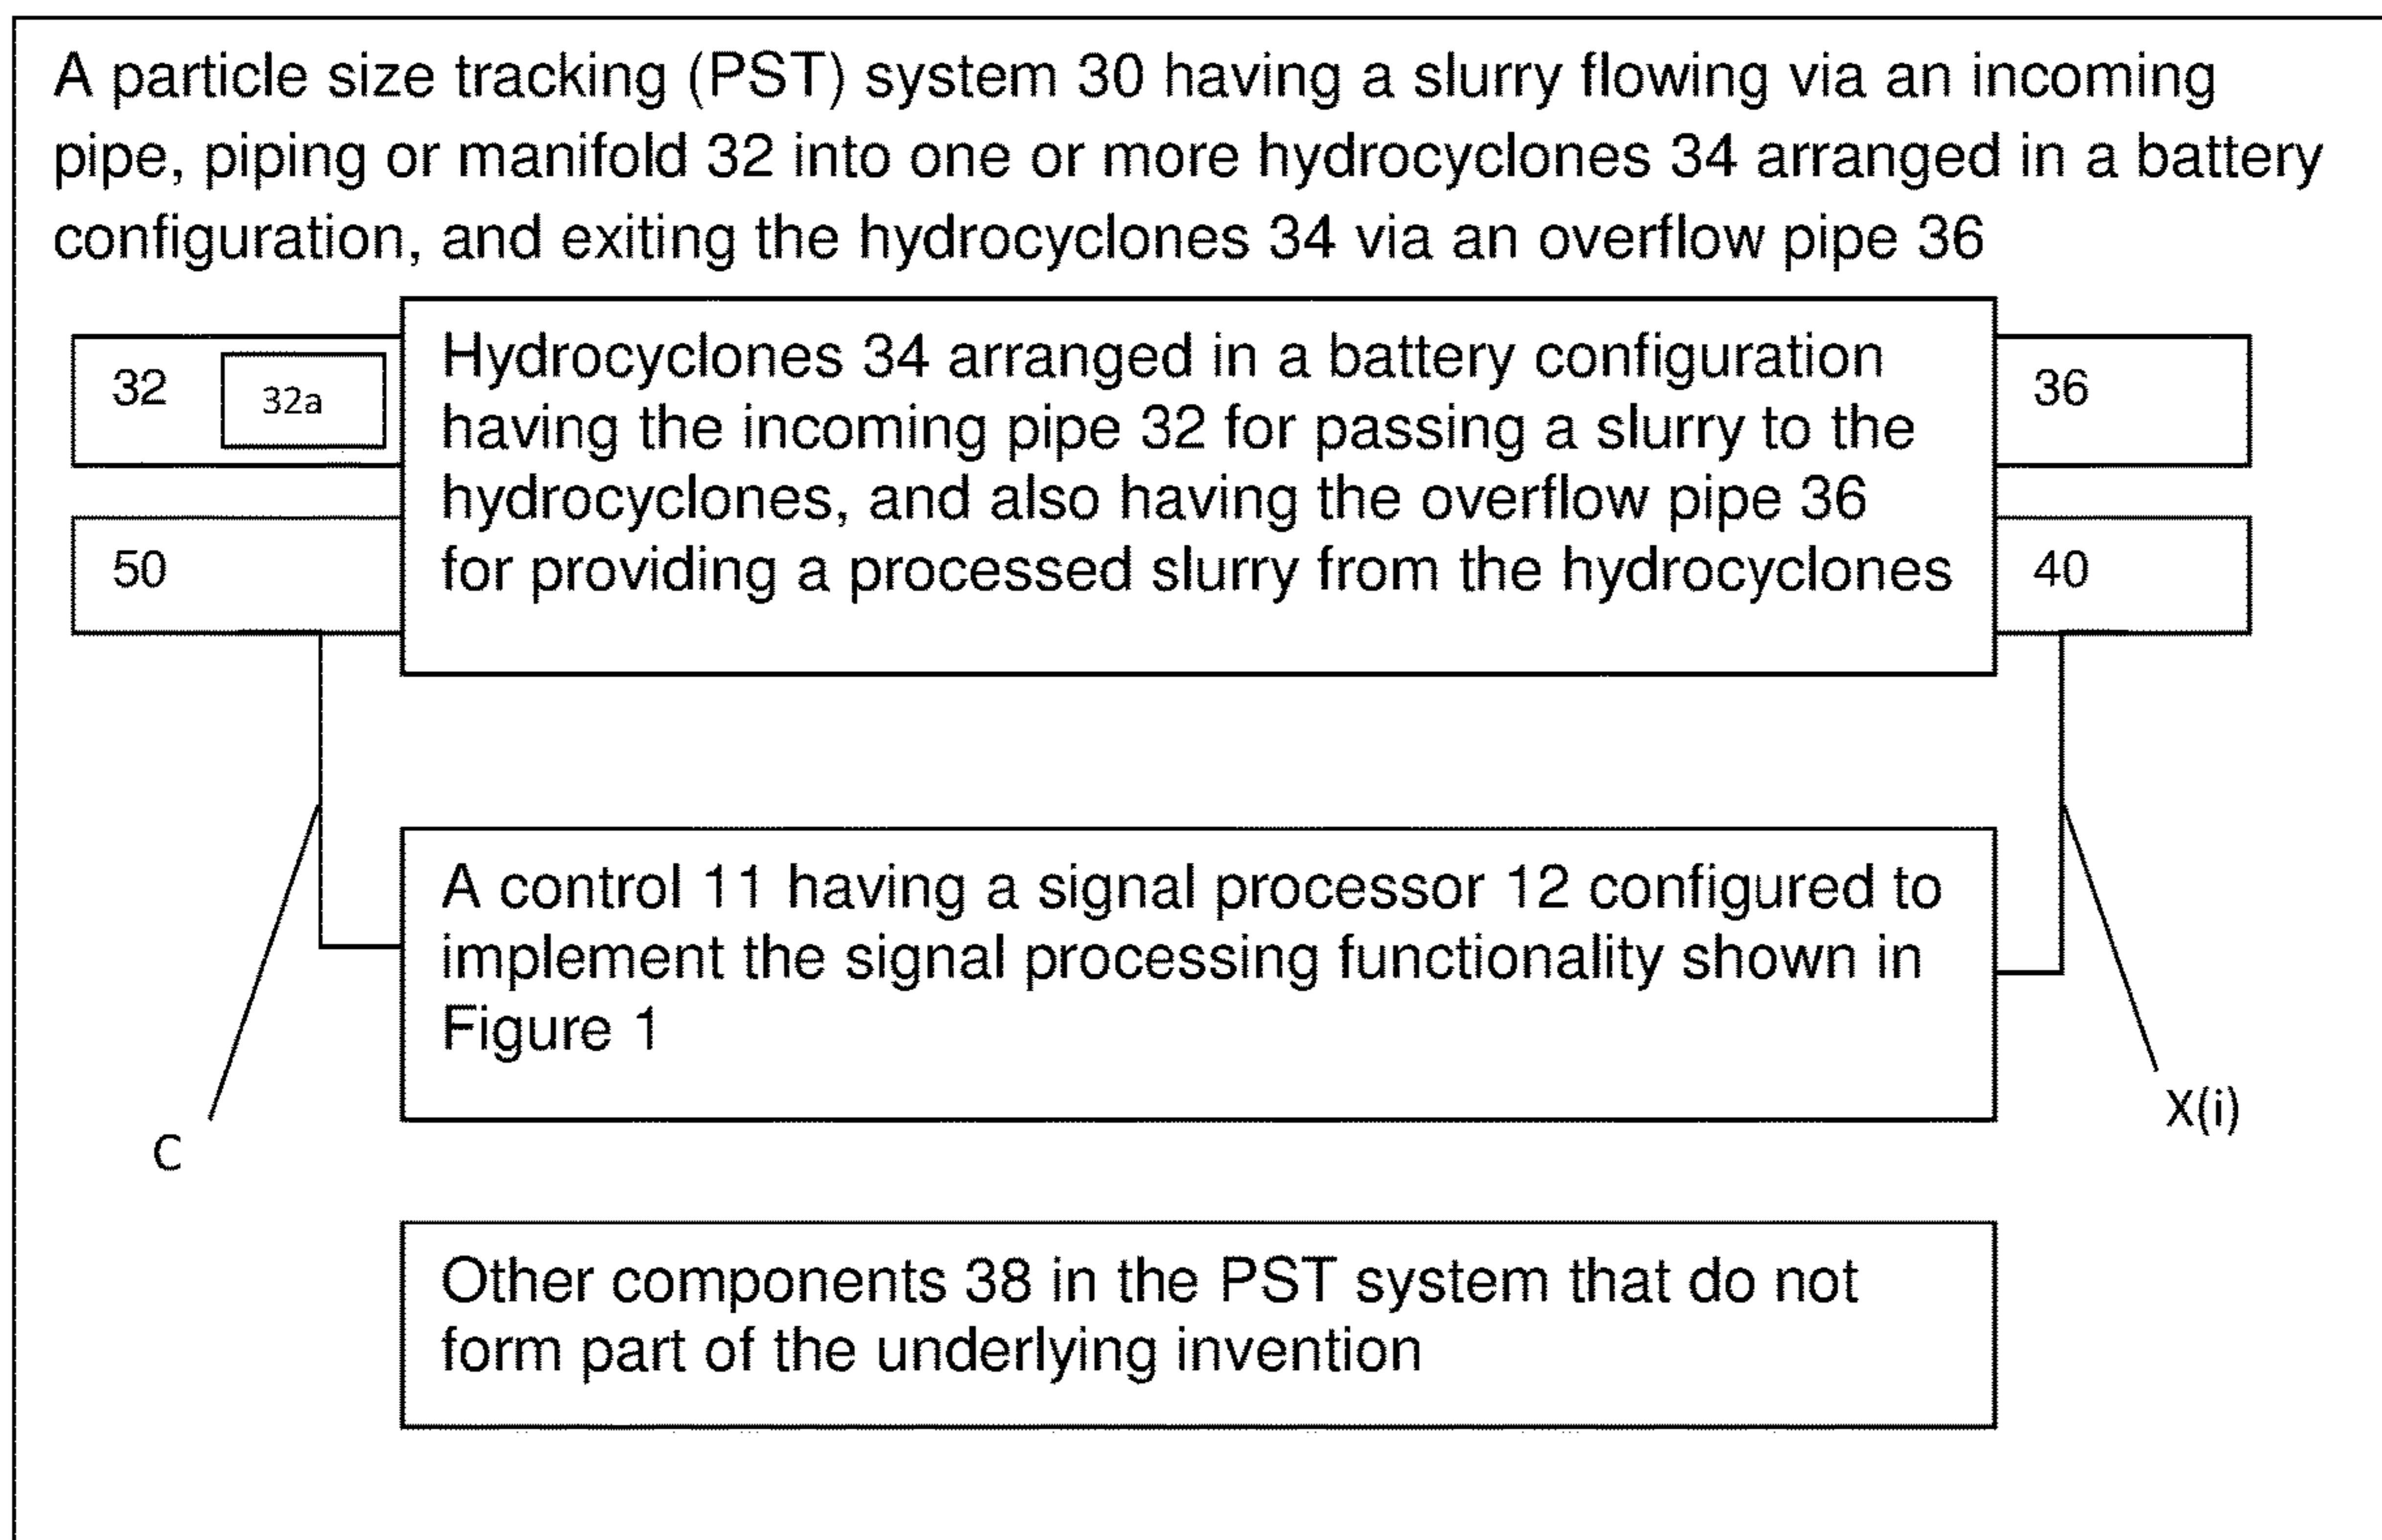 A particle size tracking (PST) system 30 having a slurry flowing via an incoming
pipe, piping or manifold 32 into one or more hydrocyclones 34 arranged in a battery
configuration, and exiting the hydrocyclones 34 via an overflow pipe 36
32
32a
Hydrocyclones 34 arranged in a battery configuration
having the incoming pipe 32 for passing a slurry to the
hydrocyclones, and also having the overflow pipe 36
for providing a processed slurry from the hydrocyclones
36
50
40
A control 11 having a signal processor 12 configured to
implement the signal processing functionality shown in
Figure 1
C
X(i)
Other components 38 in the PST system that do not
form part of the underlying invention